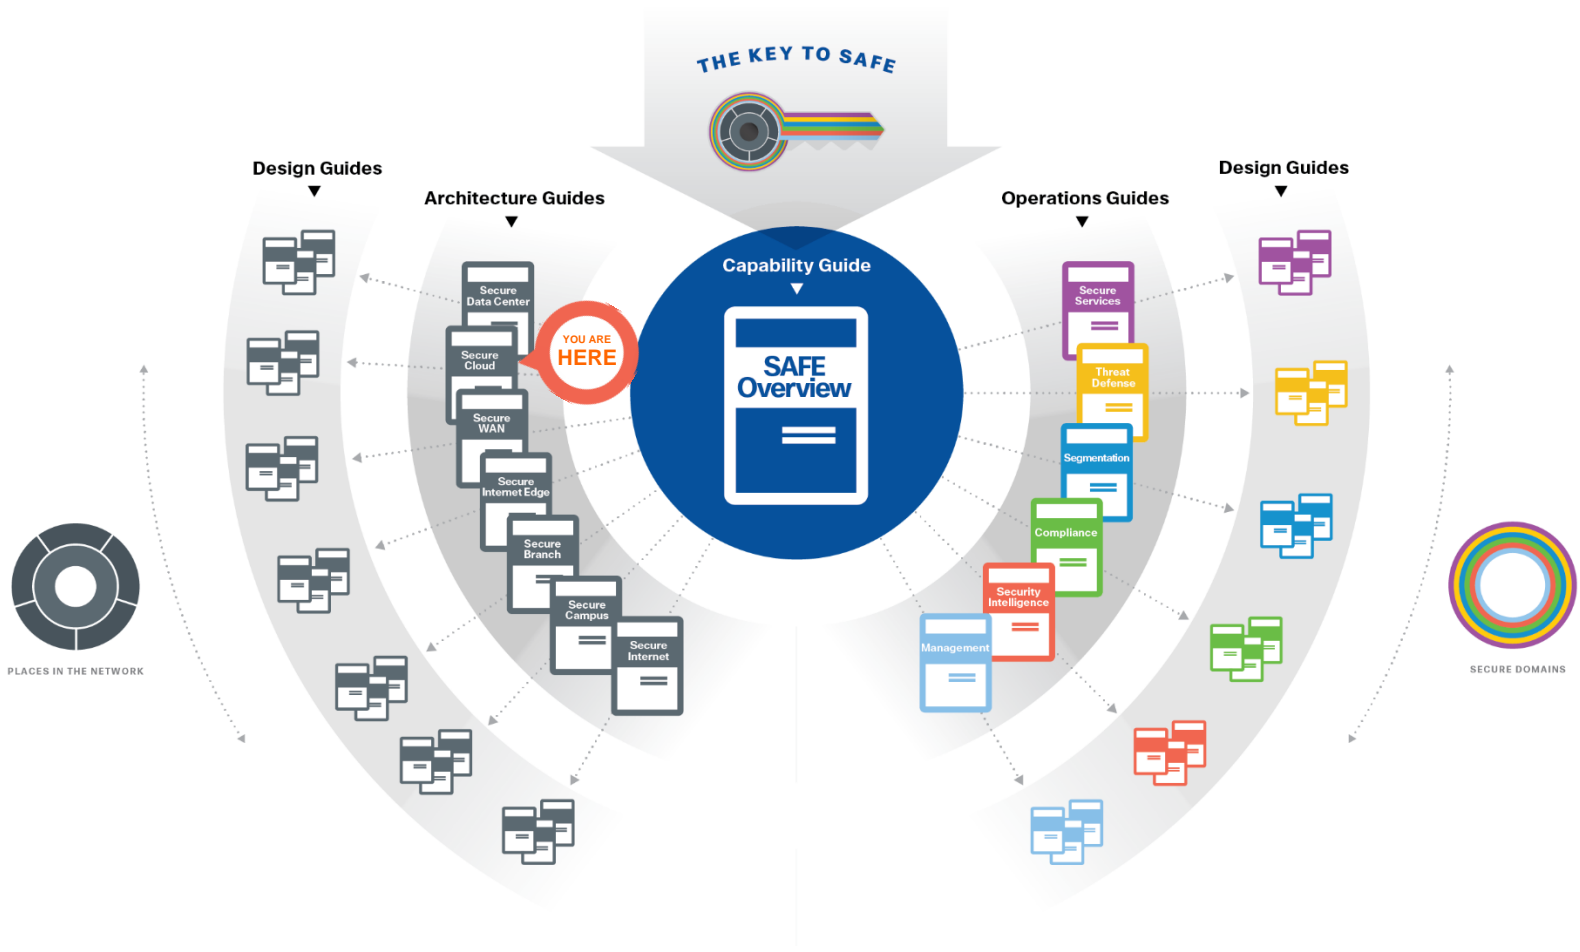 THE KEY TO SAFE
Design Guides
Architecture Guides
Operations Guides
Design Guides
Capability Guide
SAFE
Overview
Secure
Data Center
YOU ARE
HERE
Secure
Cloud
Secure
WAN
Secure
Internet Edge
Secure
Branch
Secure
Campus
Secure
Internet
Secure
Services
Threat
Defense
Segmentation
Compliance
Security
Intelligence
Management
PLACES IN THE NETWORK
SECURE DOMAINS